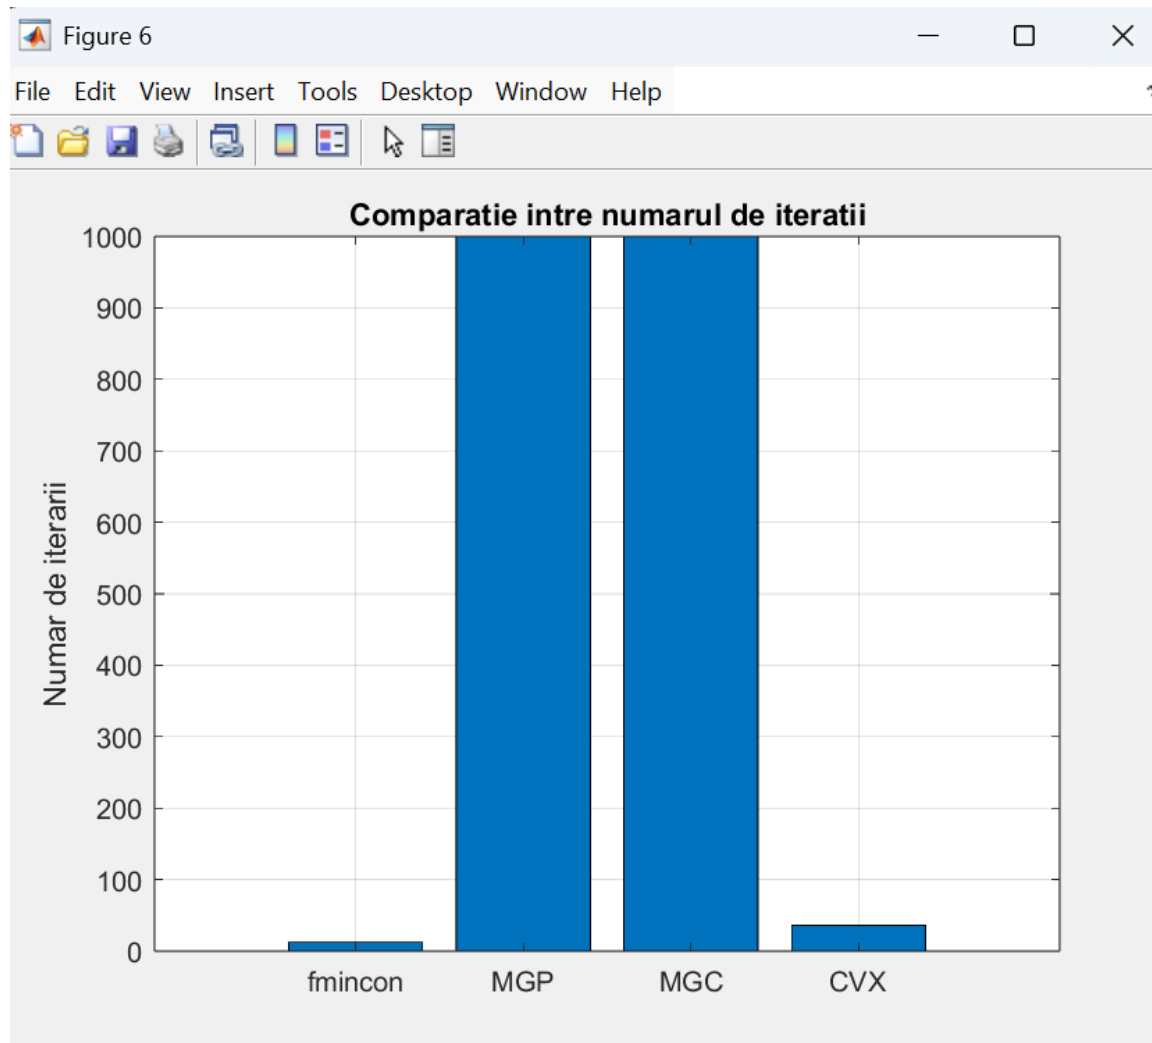 Figure 6
File Edit View Insert Tools Desktop Window Help
Comparatie intre numarul de iteratii
1000
900
800
700
600
500
400
300
200
100
0
Numar de iterarii
fmincon MGP MGC CVX